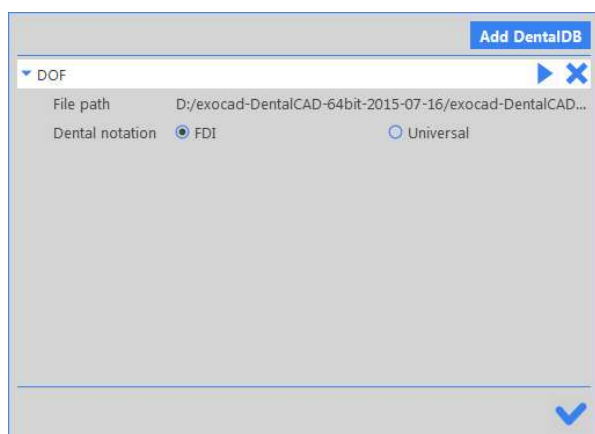 Add DentalDB
DOF
File path D:/exocad-DentalCAD-64bit-2015-07-16/exocad-DentalCAD...
Dental notation FDI Universal